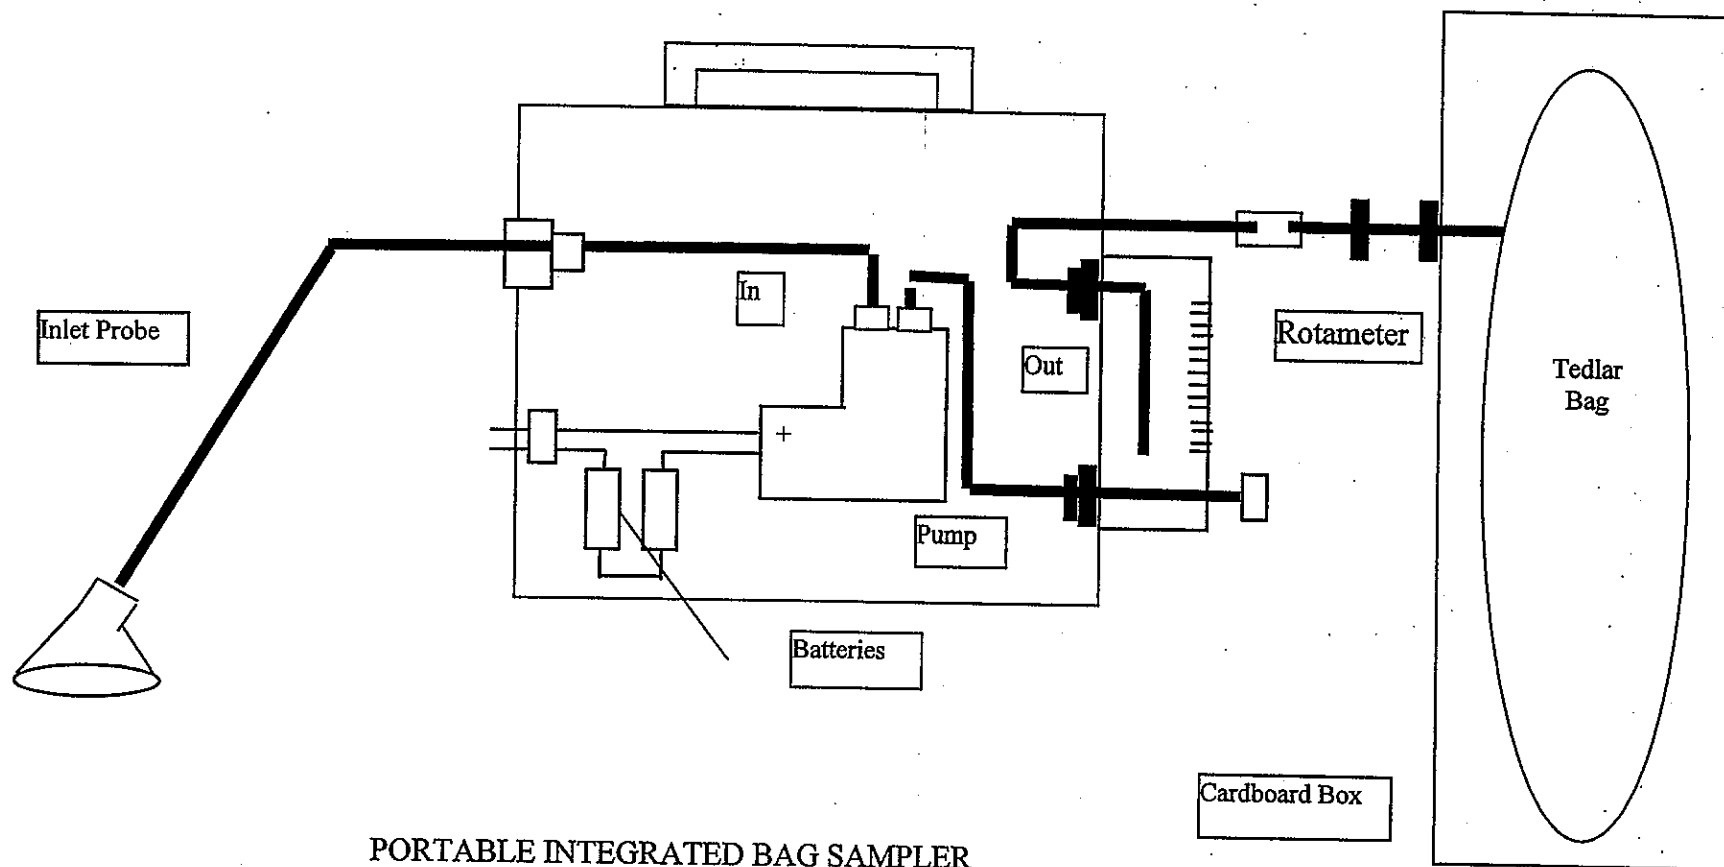 Inlet Probe
In
Out
Rotameter
Tedlar
Bag
+
Pump
Batteries
Cardboard Box
PORTABLE INTEGRATED BAG SAMPLER